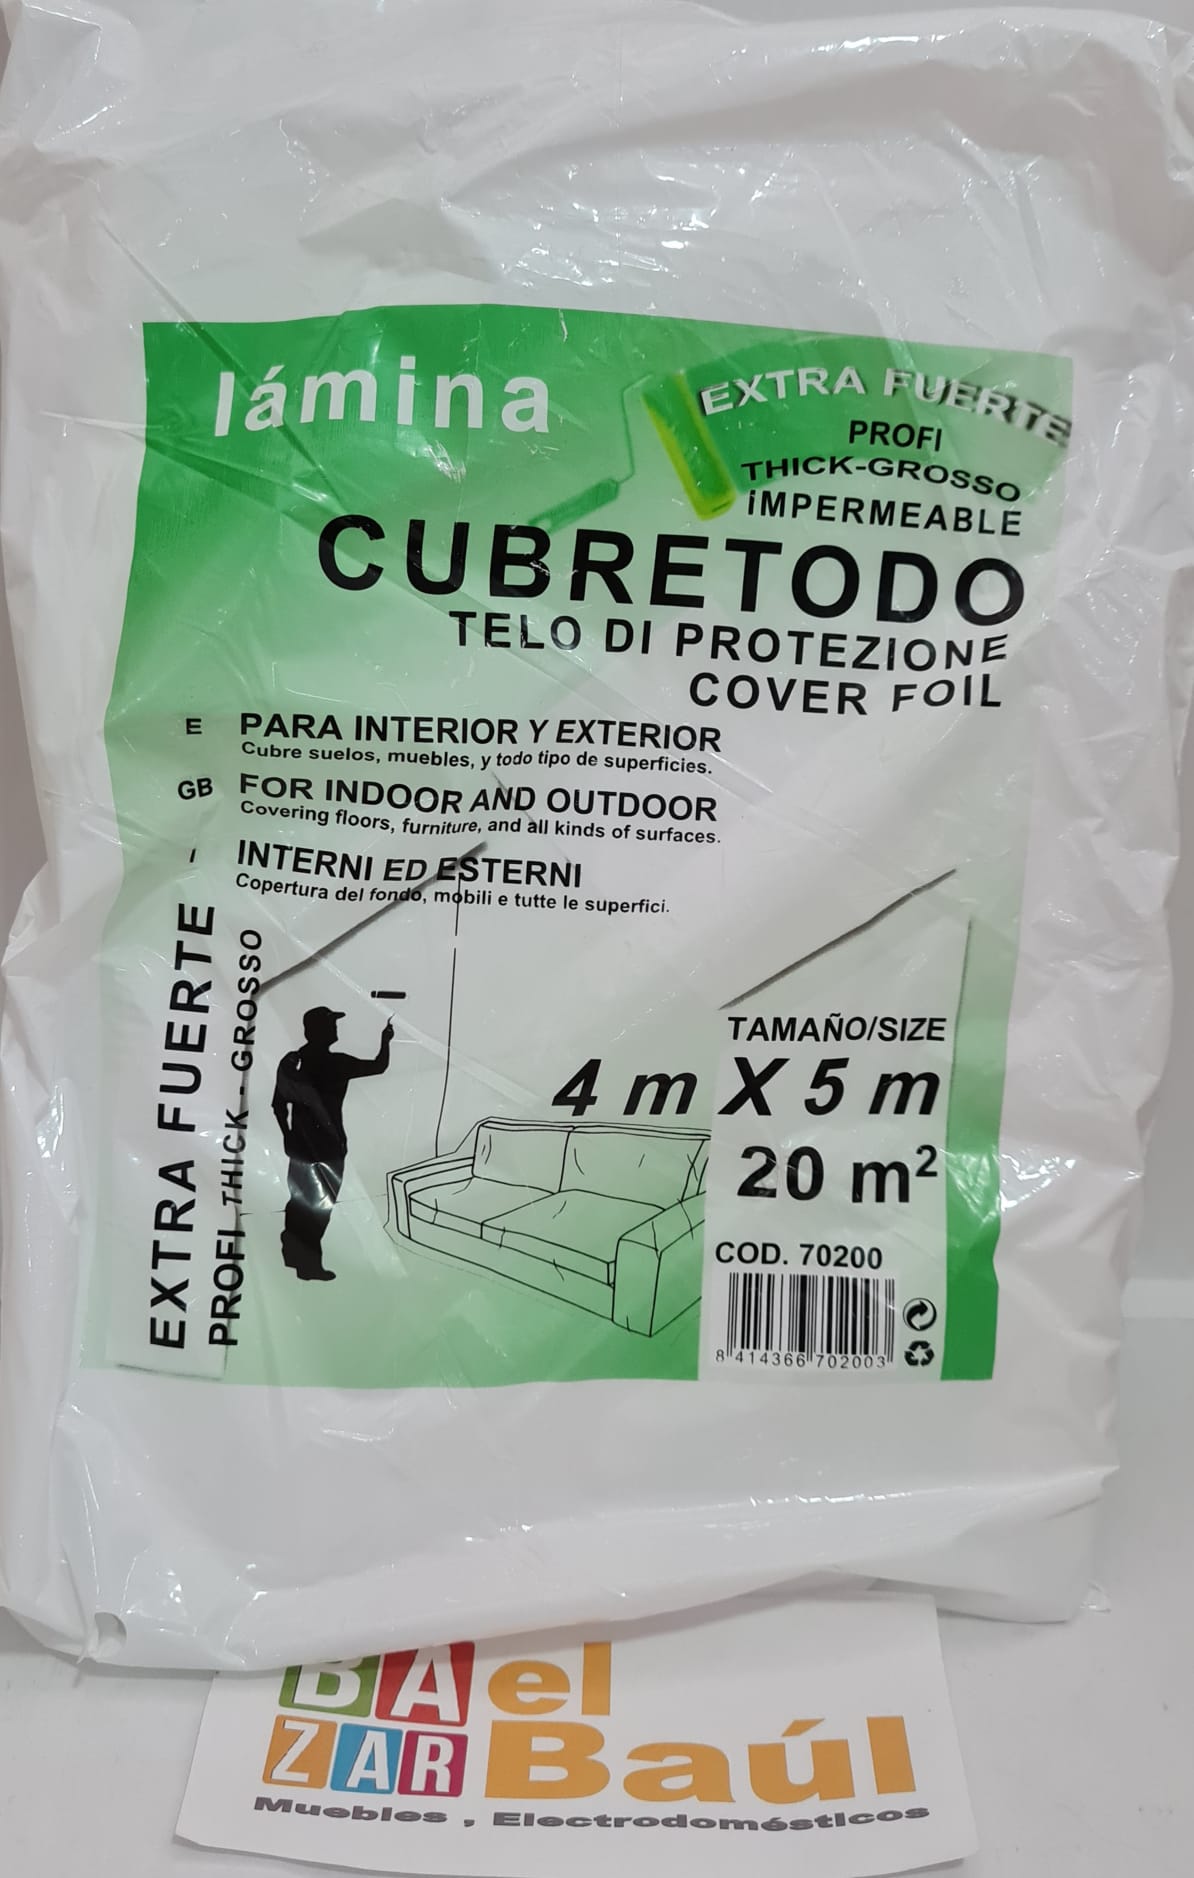 lámina
EXTRA FUERTE
PROFI
THICK-GROSSO
iMPERMEABLE
CUBRETODO
TELO DI PROTEZIONE
COVER FOIL
E PARA INTERIOR Y EXTERIOR
Cubre suelos, muebles, y todo tipo de superficies.
GB FOR INDOOR AND OUTDOOR
Covering floors, furniture, and all kinds of surfaces.
I INTERNI ED ESTERNI
Copertura del fondo, mobili e tutte le superfici.
EXTRA FUERTE
PROFI THICK - GROSSO
TAMAÑO/SIZE
4 m X 5 m
20 m²
COD. 70200
8 414366 702003
BAZAR
el Baúl
Muebles , Electrodomésticos